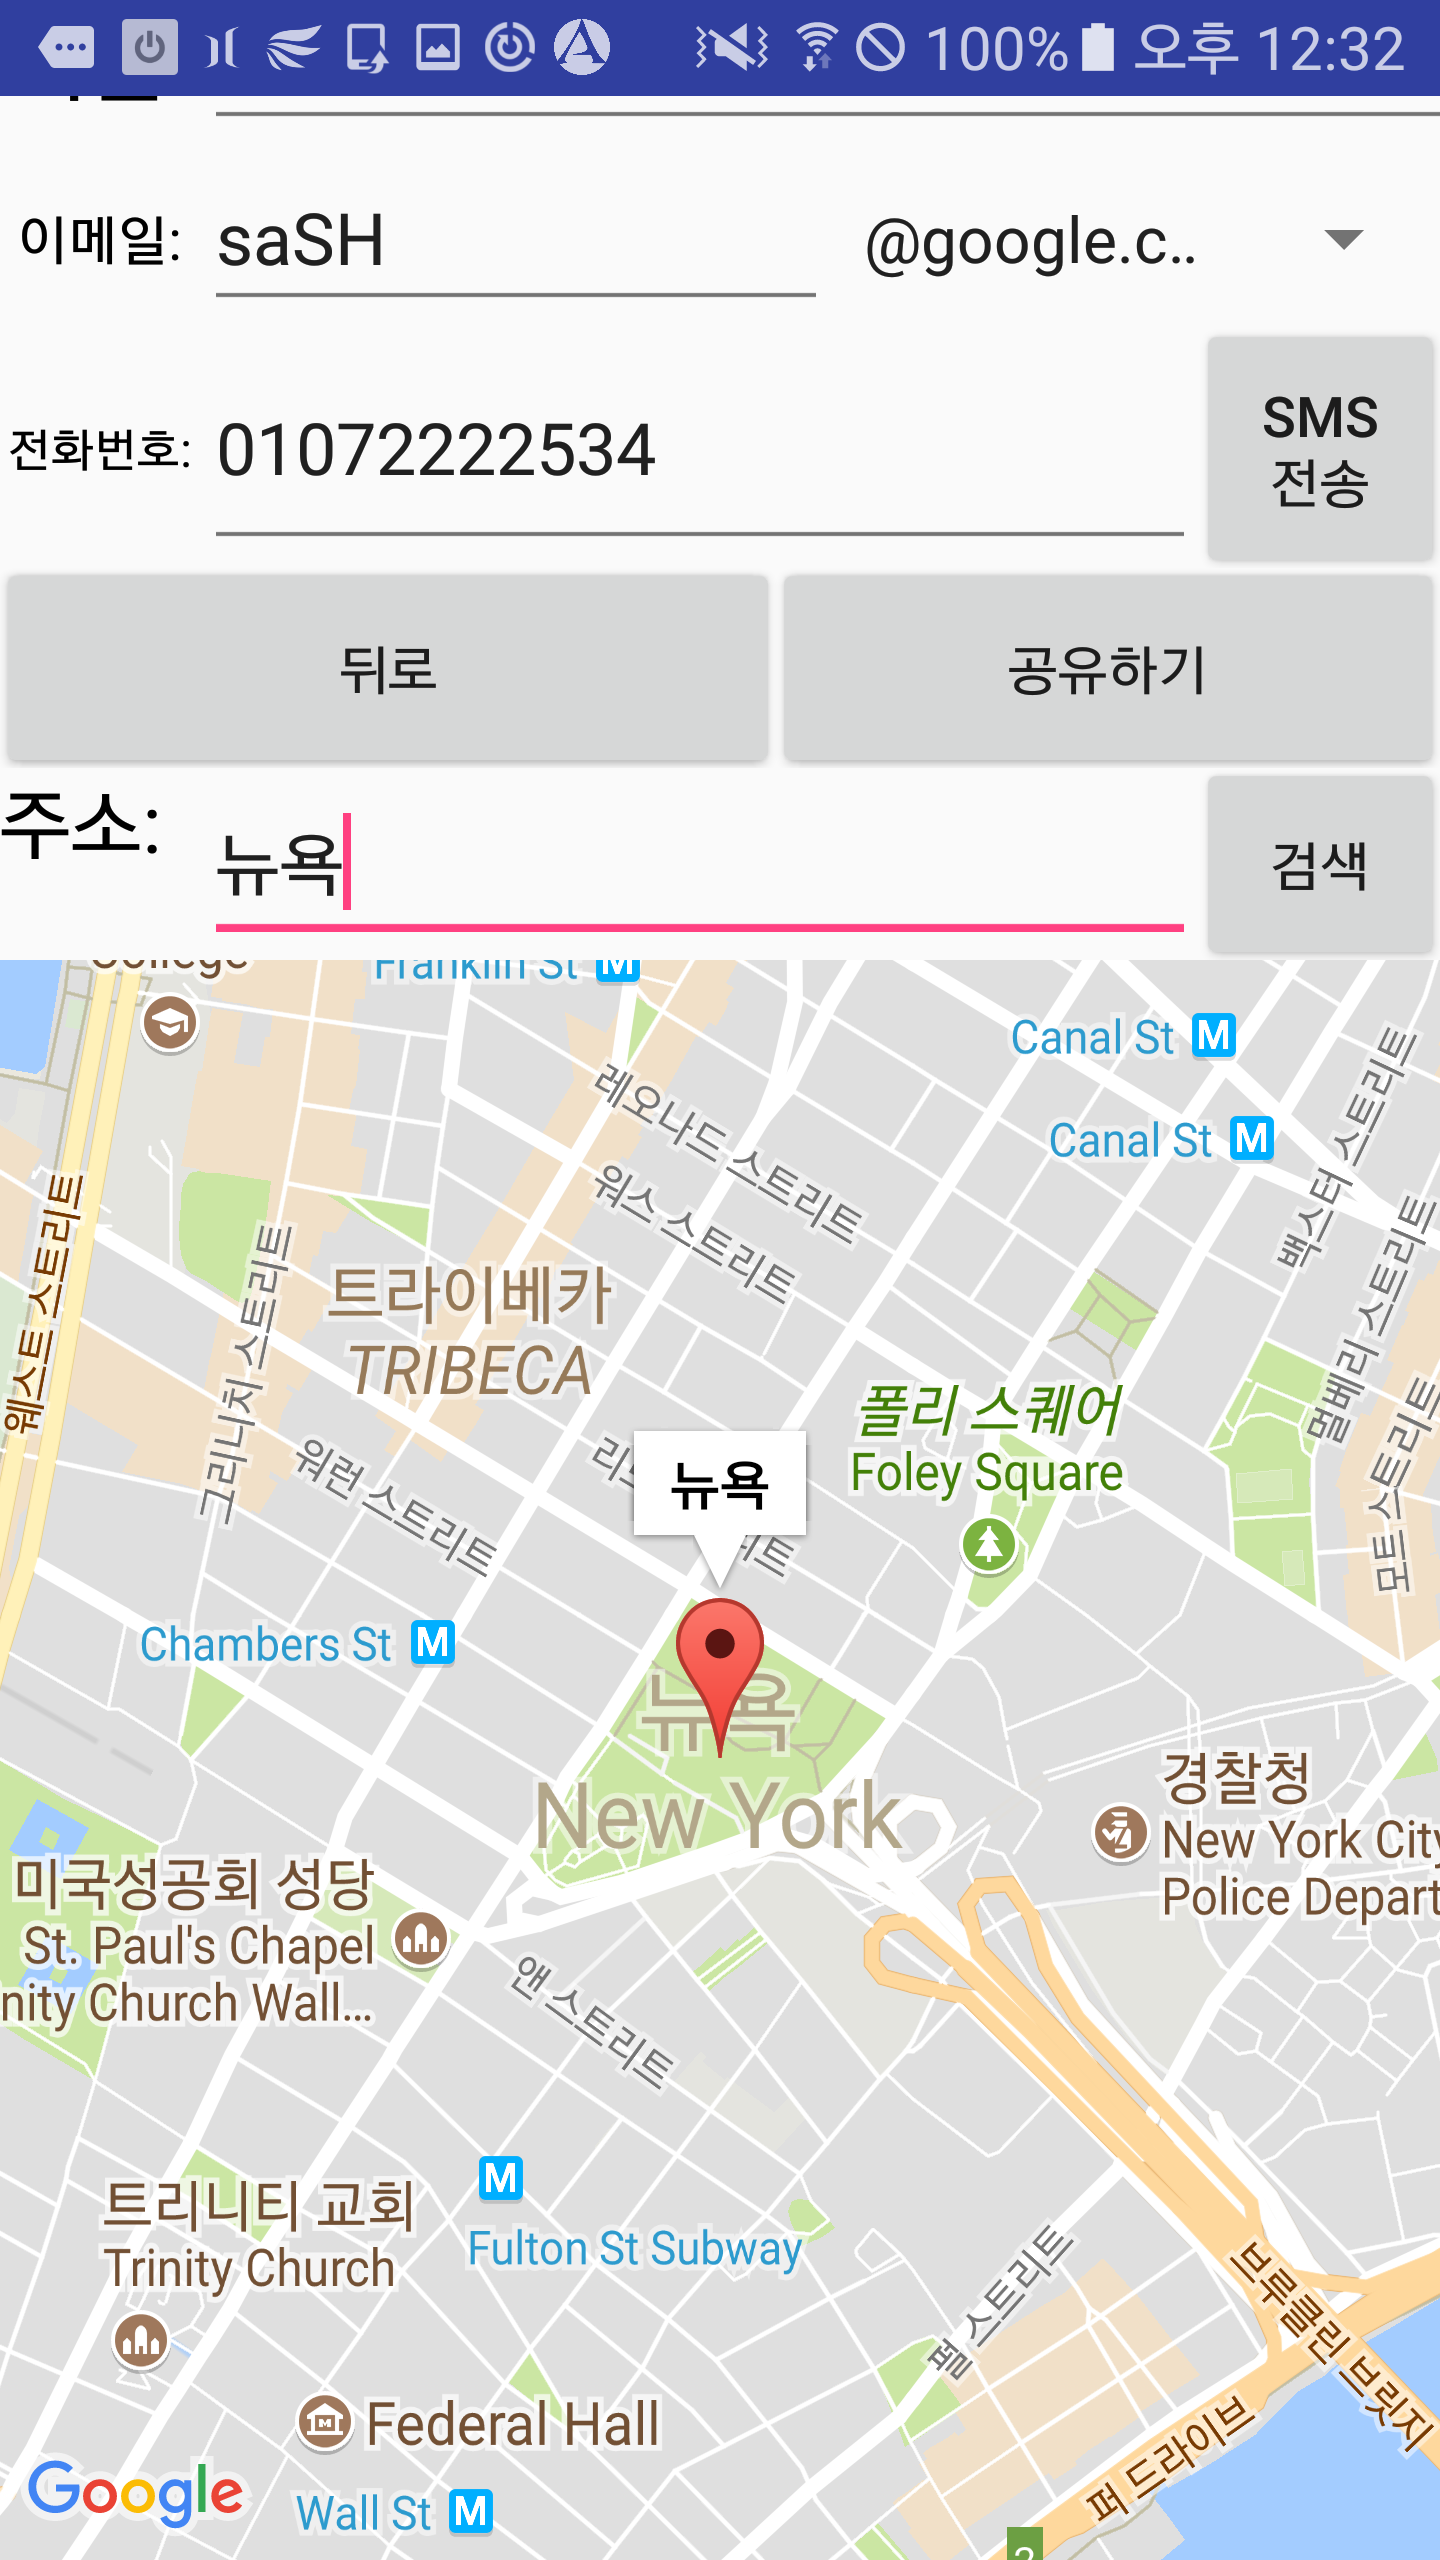 100% 오후 12:32
이메일: saSH @google.c..
전화번호: 01072222534
SMS
전송
뒤로 공유하기
주소: 뉴욕 검색
College
Franklin St M
Canal St M
Canal St M
레오나드 스트리트
워스 스트리트
백스터 스트리트
멀베리 스트리트
모트 스트리트
웨스트 스트리트
그리니치 스트리트
트라이베카
TRIBECA
폴리 스퀘어
Foley Square
워런 스트리트
뉴욕
Chambers St M
뉴욕
New York
경찰청
New York City
Police Depart
미국성공회 성당
St. Paul's Chapel
nity Church Wall...
앤 스트리트
M
Fulton St Subway
트리니티 교회
Trinity Church
펄 스트리트
브루클린 브릿지
퍼 드라이브
Federal Hall
Google
Wall St M